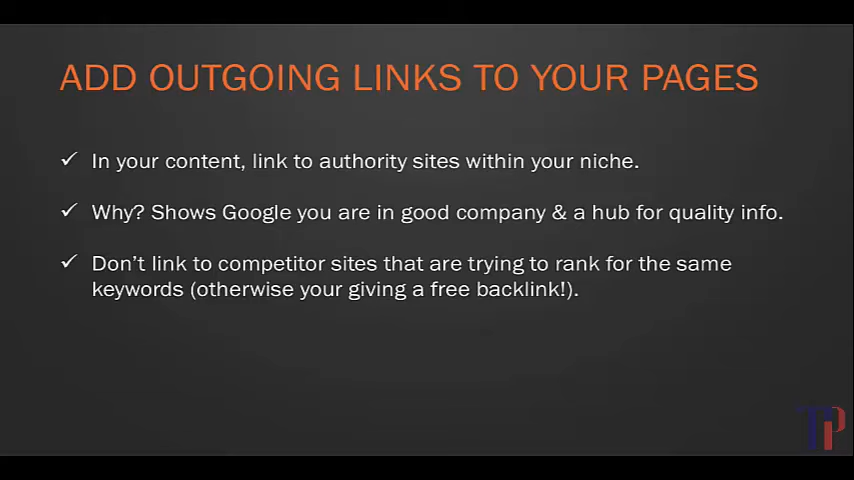 ADD OUTGOING LINKS TO YOUR PAGES
✓ In your content, link to authority sites within your niche.
✓ Why? Shows Google you are in good company & a hub for quality info.
✓ Don't link to competitor sites that are trying to rank for the same
keywords (otherwise your giving a free backlink!).
TP